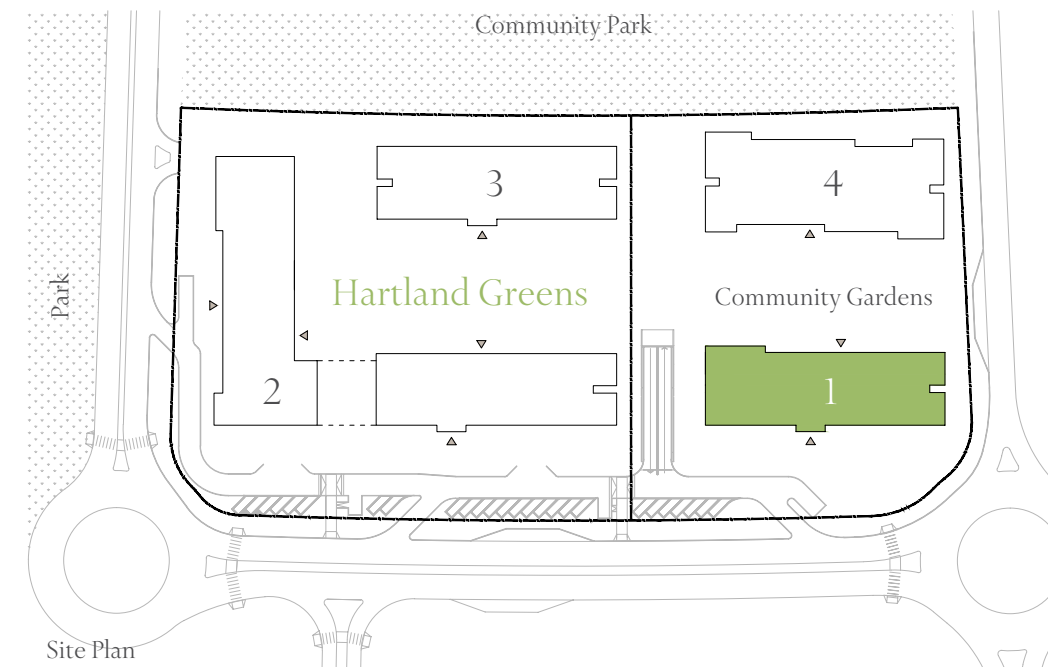 Community Park
3
4
Park
Hartland Greens
Community Gardens
2
1
Site Plan